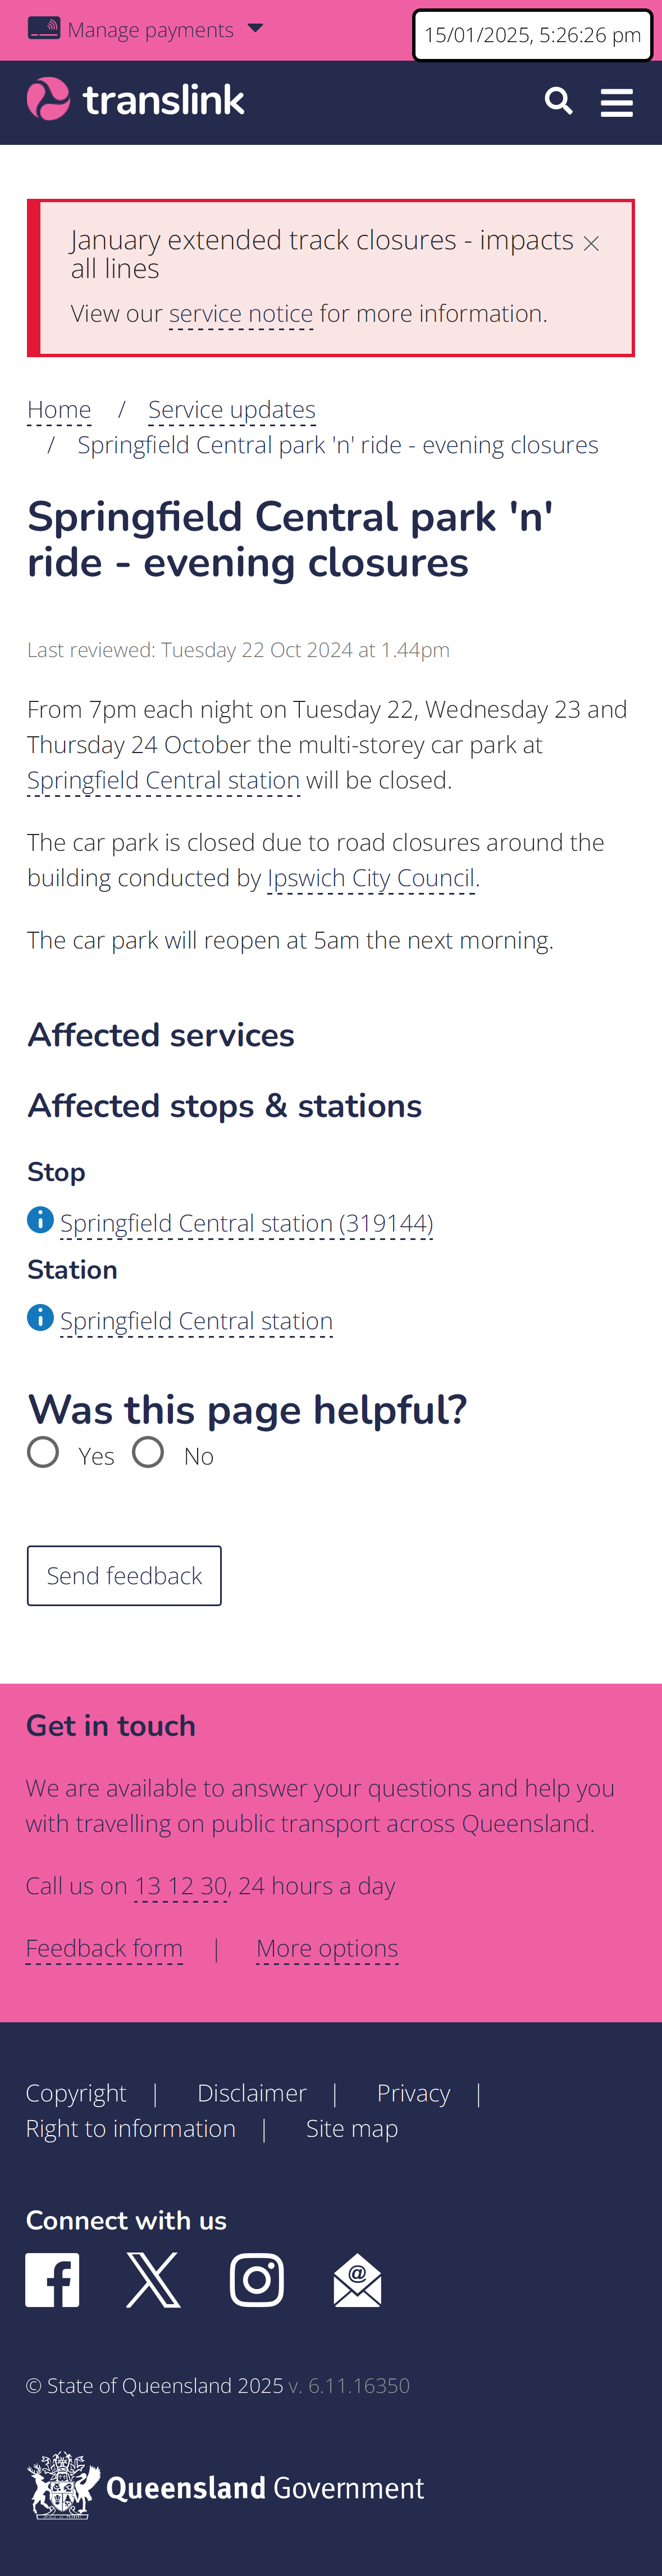 Manage payments
15/01/2025, 5:26:26 pm
translink
January extended track closures - impacts
all lines
View our service notice for more information.
Home / Service updates
/ Springfield Central park 'n' ride - evening closures
Springfield Central park 'n'
ride - evening closures
Last reviewed: Tuesday 22 Oct 2024 at 1.44pm
From 7pm each night on Tuesday 22, Wednesday 23 and
Thursday 24 October the multi-storey car park at
Springfield Central station will be closed.
The car park is closed due to road closures around the
building conducted by Ipswich City Council.
The car park will reopen at 5am the next morning.
Affected services
Affected stops & stations
Stop
Springfield Central station (319144)
Station
Springfield Central station
Was this page helpful?
Yes No
Send feedback
Get in touch
We are available to answer your questions and help you
with travelling on public transport across Queensland.
Call us on 13 12 30, 24 hours a day
Feedback form | More options
Copyright | Disclaimer | Privacy |
Right to information | Site map
Connect with us
© State of Queensland 2025 v. 6.11.16350
Queensland Government